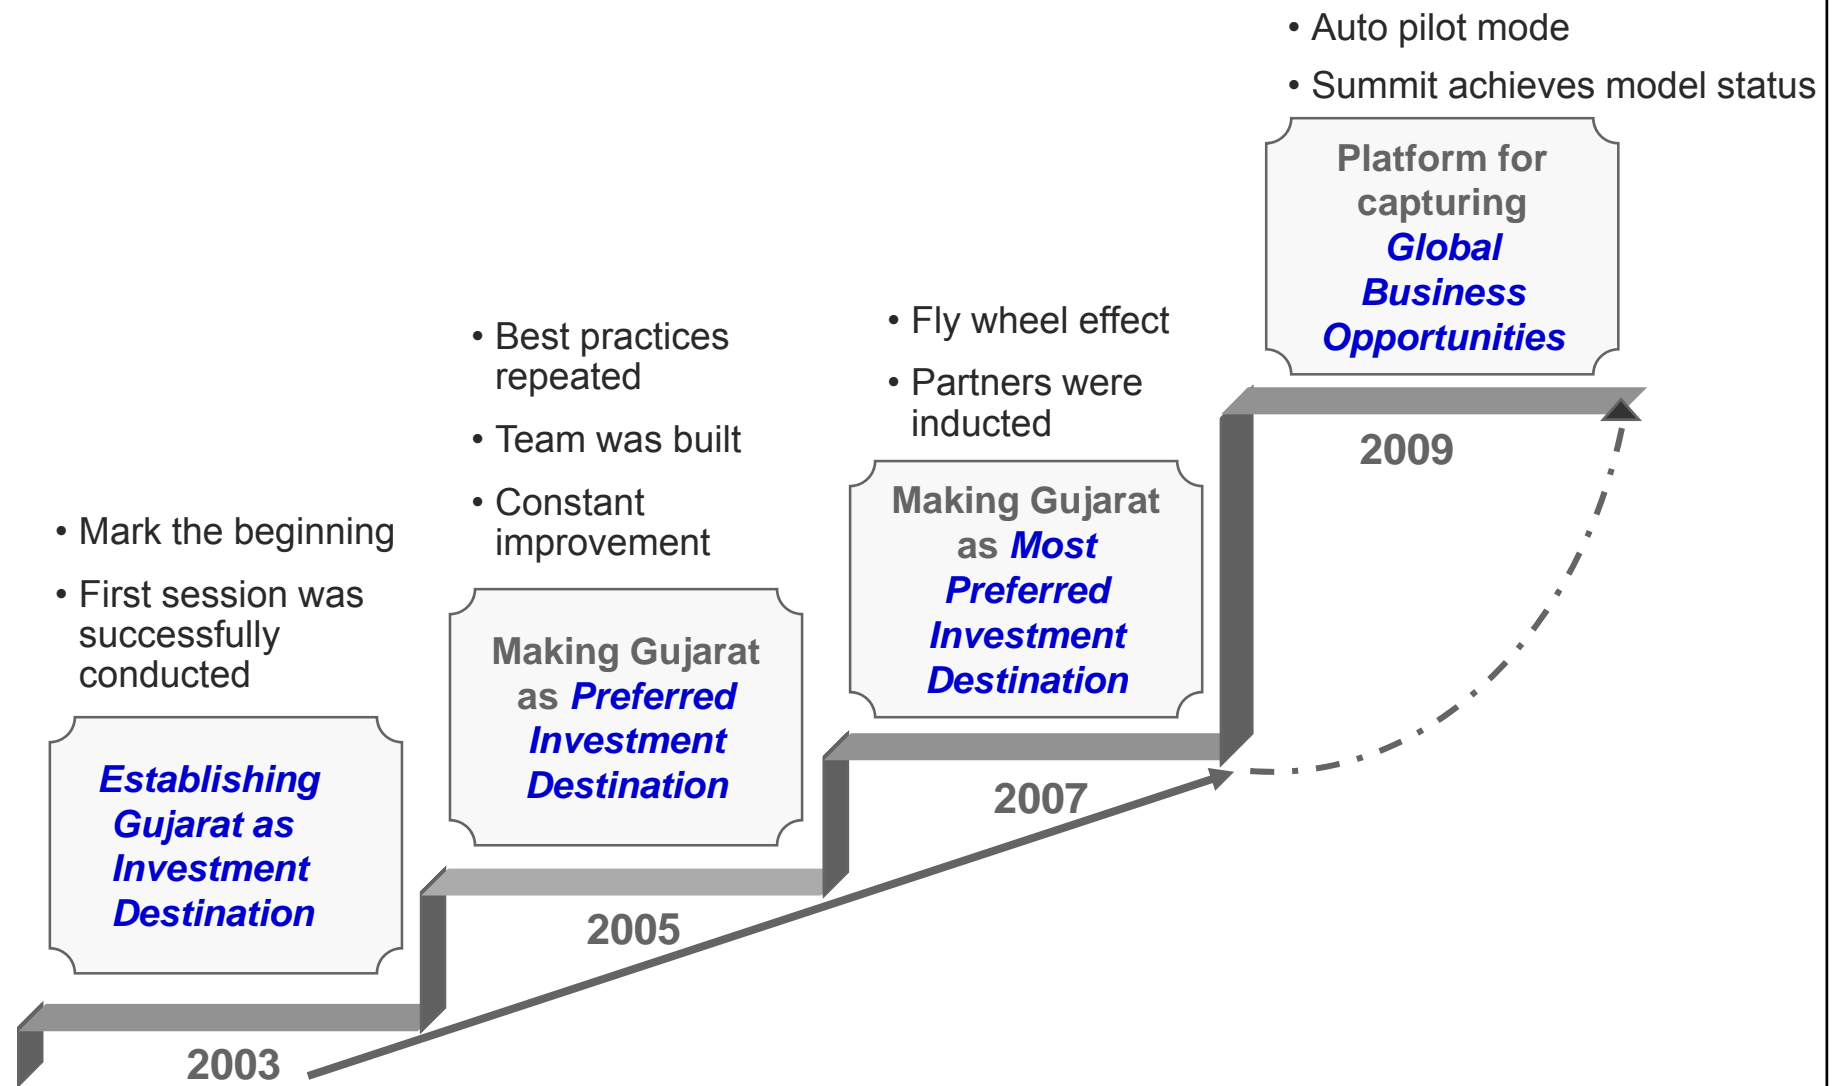 • Mark the beginning
• First session was
successfully
conducted
Establishing
Gujarat as
Investment
Destination
2003
• Best practices
repeated
• Team was built
• Constant
improvement
Making Gujarat
as Preferred
Investment
Destination
2005
• Fly wheel effect
• Partners were
inducted
Making Gujarat
as Most
Preferred
Investment
Destination
2007
• Auto pilot mode
• Summit achieves model status
Platform for
capturing
Global
Business
Opportunities
2009